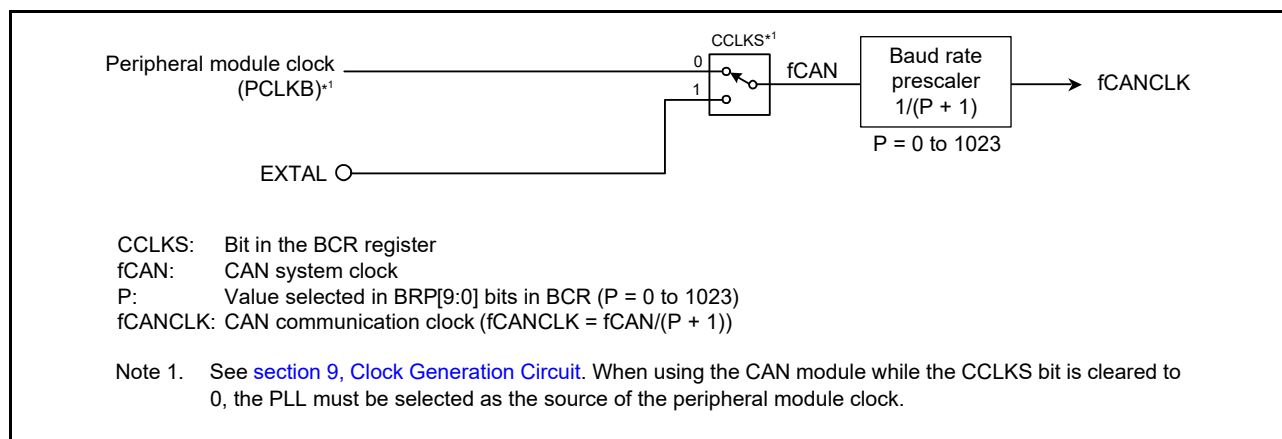 CCLKS*1
Peripheral module clock
(PCLKB)*1
0
1
fCAN
Baud rate
prescaler
1/(P + 1)
fCANCLK
P = 0 to 1023
EXTAL
CCLKS: Bit in the BCR register
fCAN: CAN system clock
P: Value selected in BRP[9:0] bits in BCR (P = 0 to 1023)
fCANCLK: CAN communication clock (fCANCLK = fCAN/(P + 1))
Note 1. See section 9, Clock Generation Circuit. When using the CAN module while the CCLKS bit is cleared to
0, the PLL must be selected as the source of the peripheral module clock.